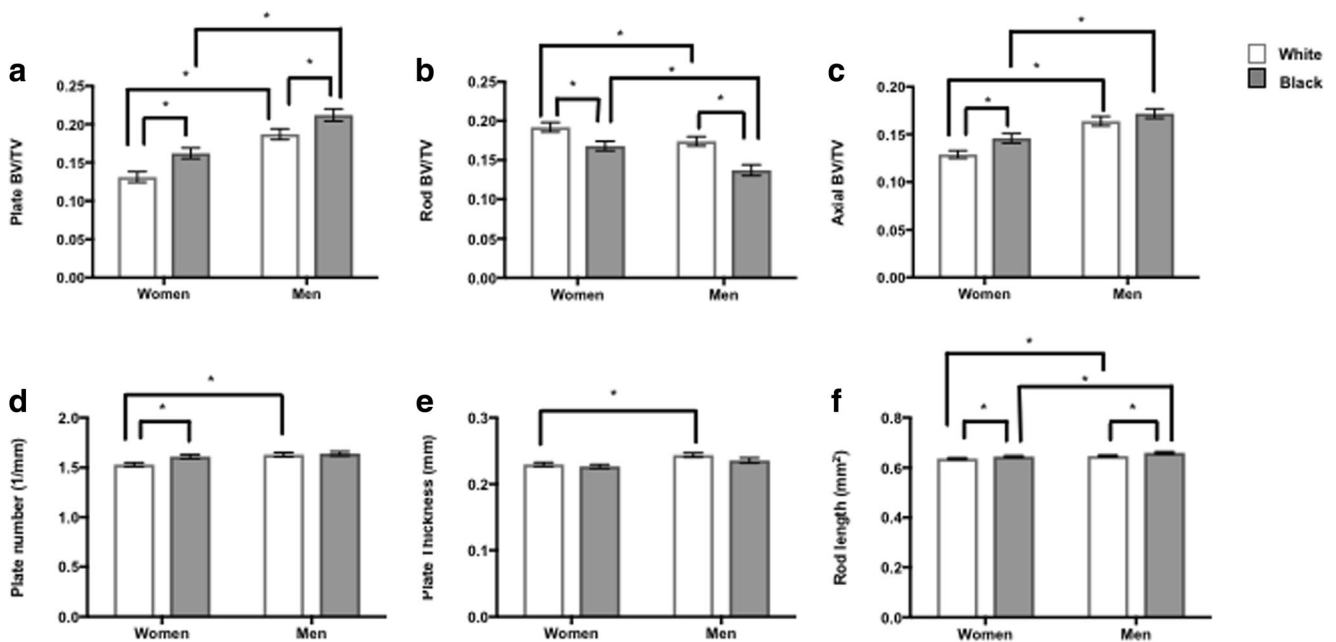 *
*
*
*
a
Plate BV/TV
0.25
0.20
0.15
0.10
0.05
0.00
Women
Men
*
*
*
*
b
Rod BV/TV
0.25
0.20
0.15
0.10
0.05
0.00
Women
Men
*
*
*
c
Axial BV/TV
0.20
0.15
0.10
0.05
0.00
Women
Men
White
Black
*
*
d
Plate number (1/mm)
2.0
1.5
1.0
0.5
0.0
Women
Men
*
e
Plate Thickness (mm)
0.3
0.2
0.1
0.0
Women
Men
*
*
*
*
f
Rod length (mm²)
0.8
0.6
0.4
0.2
0.0
Women
Men